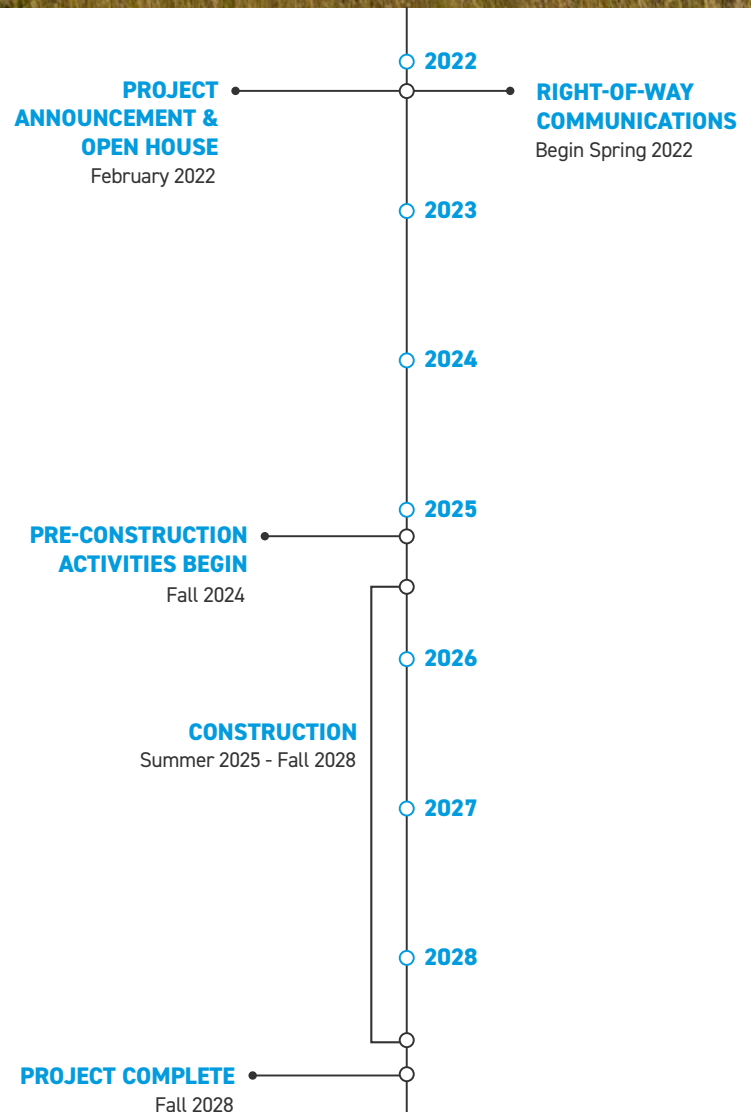 2022
PROJECT
ANNOUNCEMENT &
OPEN HOUSE
February 2022
RIGHT-OF-WAY
COMMUNICATIONS
Begin Spring 2022
2023
2024
2025
PRE-CONSTRUCTION
ACTIVITIES BEGIN
Fall 2024
2026
CONSTRUCTION
Summer 2025 - Fall 2028
2027
2028
PROJECT COMPLETE
Fall 2028